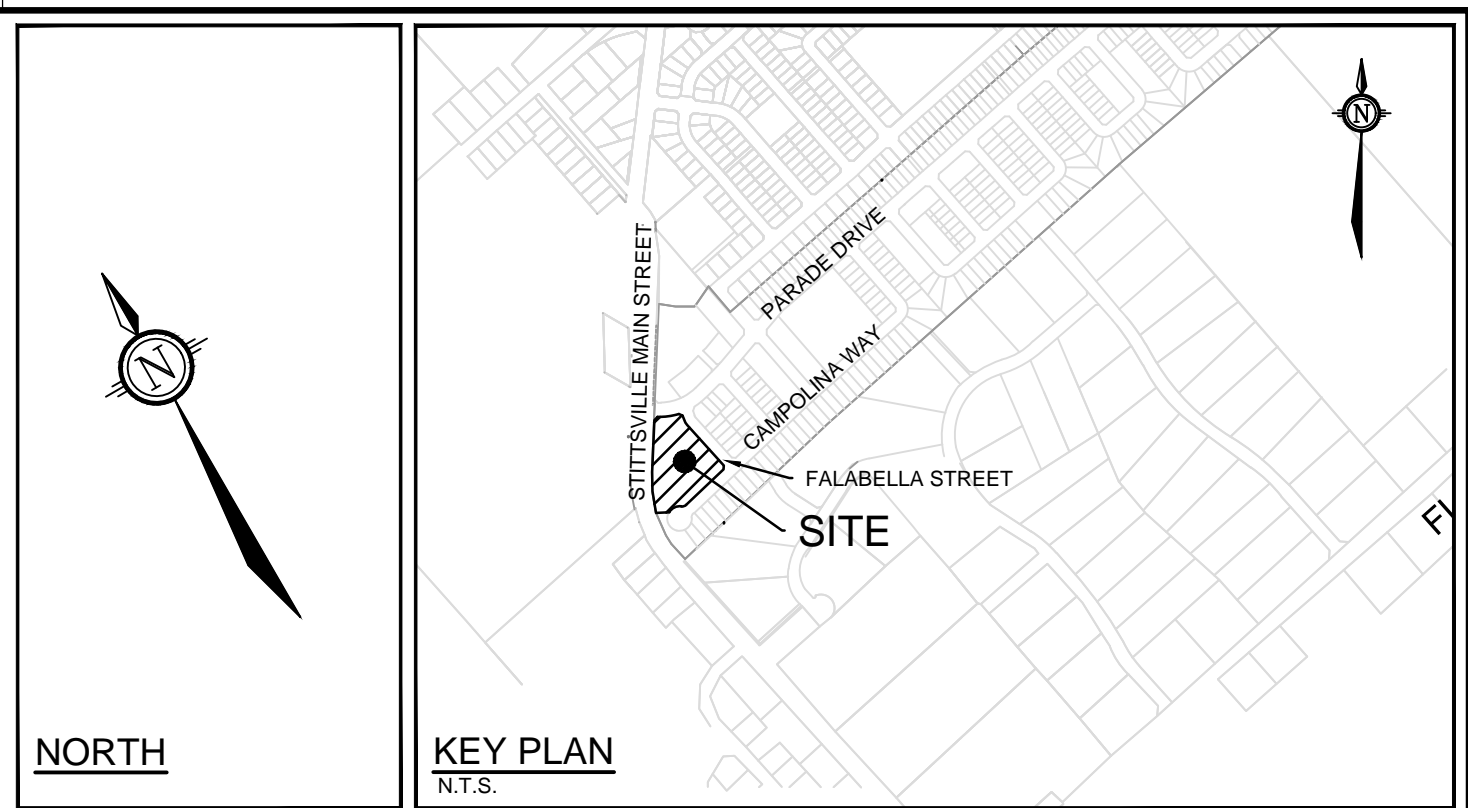 N
NORTH
N
STITTSVILLE MAIN STREET
PARADE DRIVE
CAMPOLINA WAY
FALABELLA STREET
SITE
KEY PLAN
N.T.S.